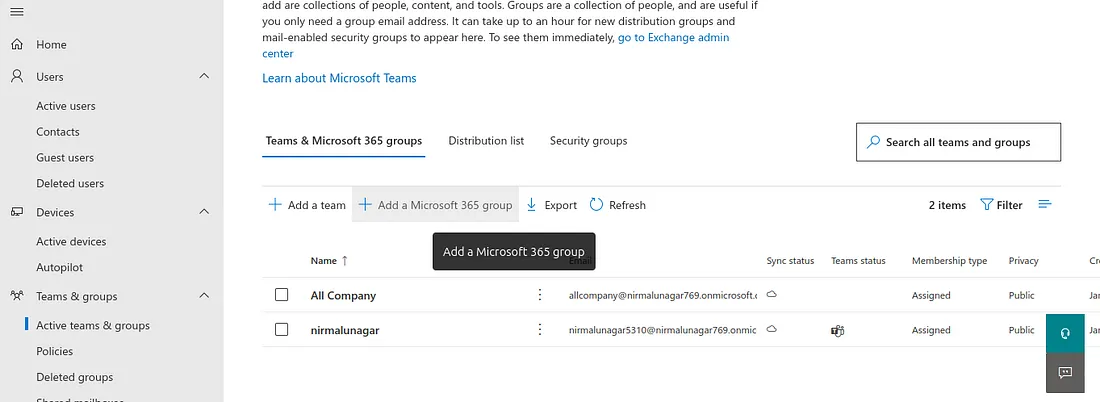 add are collections of people, content, and tools. Groups are a collection of people, and are useful if
you only need a group email address. It can take up to an hour for new distribution groups and
mail-enabled security groups to appear here. To see them immediately, go to Exchange admin
center
Learn about Microsoft Teams
Home
Users
Active users
Contacts
Guest users
Deleted users
Devices
Active devices
Autopilot
Teams & groups
Active teams & groups
Policies
Deleted groups
Shared mailboxes
Teams & Microsoft 365 groups
Distribution list
Security groups
Search all teams and groups
Add a team
Add a Microsoft 365 group
Export
Refresh
2 items
Filter
Add a Microsoft 365 group
Name ↑
Email
Sync status
Teams status
Membership type
Privacy
Cr
All Company
allcompany@nirmalunagar769.onmicrosoft.c
Assigned
Public
Jan
nirmalunagar
nirmalunagar5310@nirmalunagar769.onmic
Assigned
Public
Jan